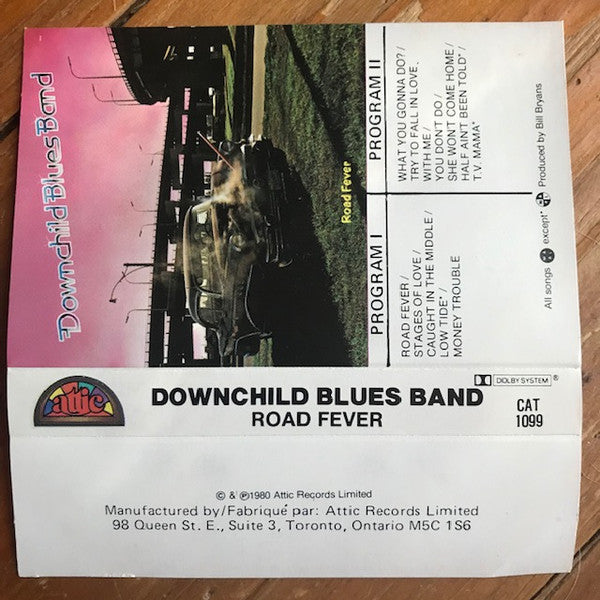 Downchild Blues Band
Road Fever
PROGRAM I
ROAD FEVER/
STAGES OF LOVE/
CAUGHT IN THE MIDDLE/
LOW TIDE*/
MONEY TROUBLE
PROGRAM II
WHAT YOU GONNA DO?/
TRY TO FALL IN LOVE
WITH ME/
YOU DON'T DO/
SHE WON'T COME HOME/
HALF AIN'T BEEN TOLD*/
T.V. MAMA*
All songs except* Produced by Bill Bryans
attic
DOWNCHILD BLUES BAND
ROAD FEVER
DOLBY SYSTEM ®
CAT
1099
© & ℗1980 Attic Records Limited
Manufactured by/Fabriqué par: Attic Records Limited
98 Queen St. E., Suite 3, Toronto, Ontario M5C 1S6